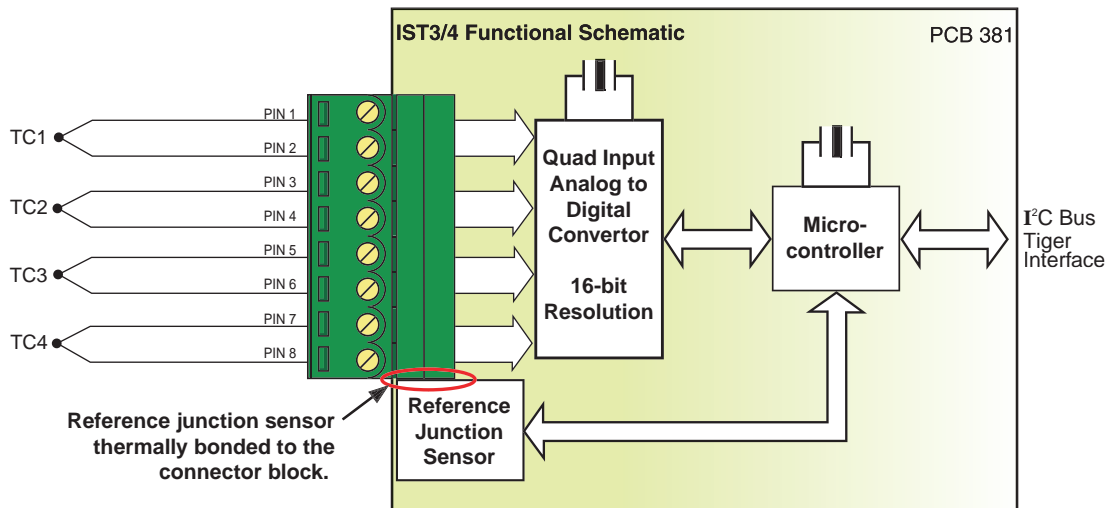 IST3/4 Functional Schematic
PCB 381
TC1
PIN 1
PIN 2
TC2
PIN 3
PIN 4
TC3
PIN 5
PIN 6
TC4
PIN 7
PIN 8
Quad Input
Analog to
Digital
Convertor
16-bit
Resolution
Micro-
controller
I²C Bus
Tiger
Interface
Reference
Junction
Sensor
Reference junction sensor
thermally bonded to the
connector block.